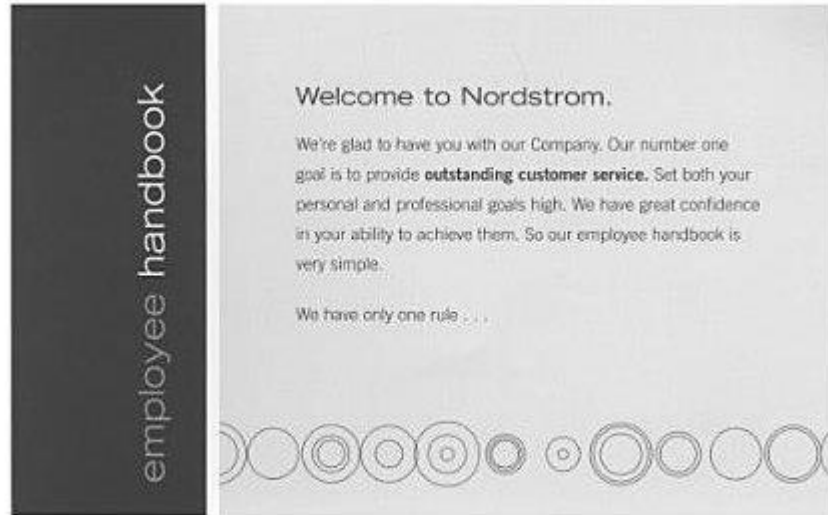 employee handbook
Welcome to Nordstrom.
We're glad to have you with our Company. Our number one
goal is to provide outstanding customer service. Set both your
personal and professional goals high. We have great confidence
in your ability to achieve them. So our employee handbook is
very simple.
We have only one rule . . .